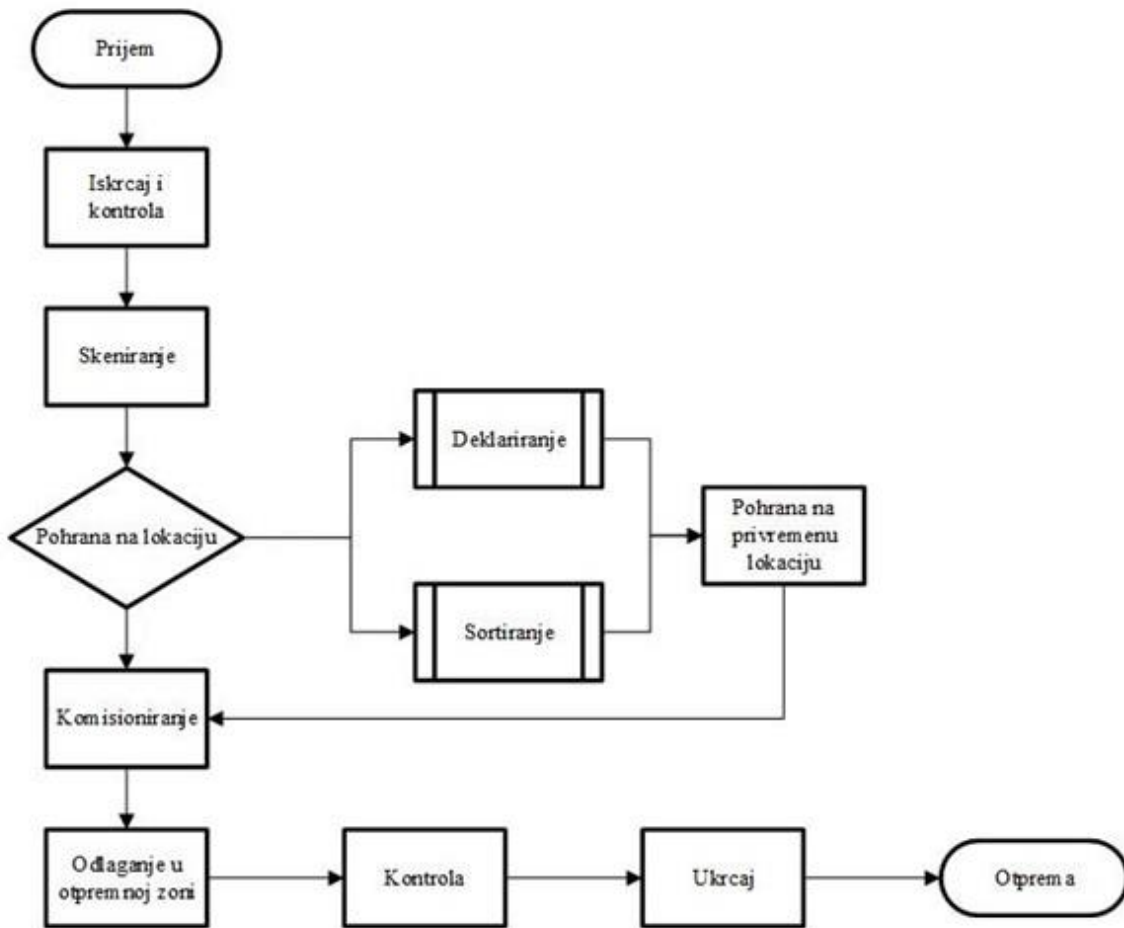 Prijem
Iskrcaj i
kontrola
Skeniranje
Deklariranje
Pohrana na lokaciju
Pohrana na
privremenu
lokaciju
Sortiranje
Komisioniranje
Odlaganje u
otpremnoj zoni
Kontrola
Ukrcaj
Otprema